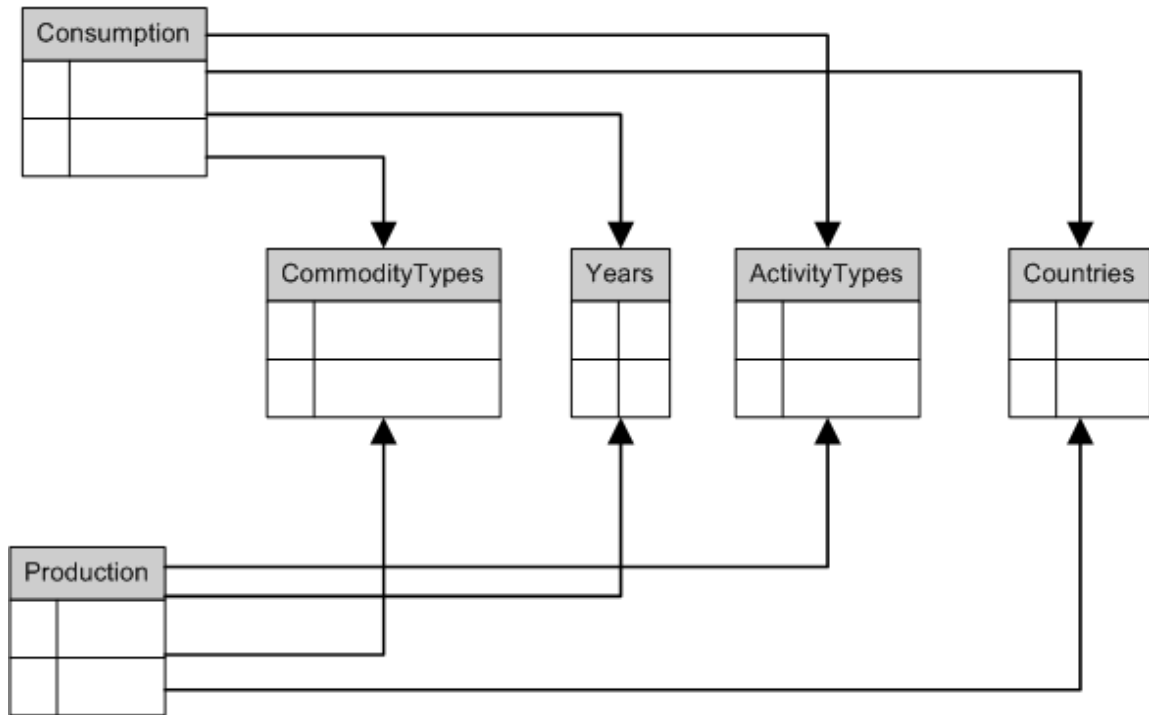 Consumption
CommodityTypes
Years
ActivityTypes
Countries
Production